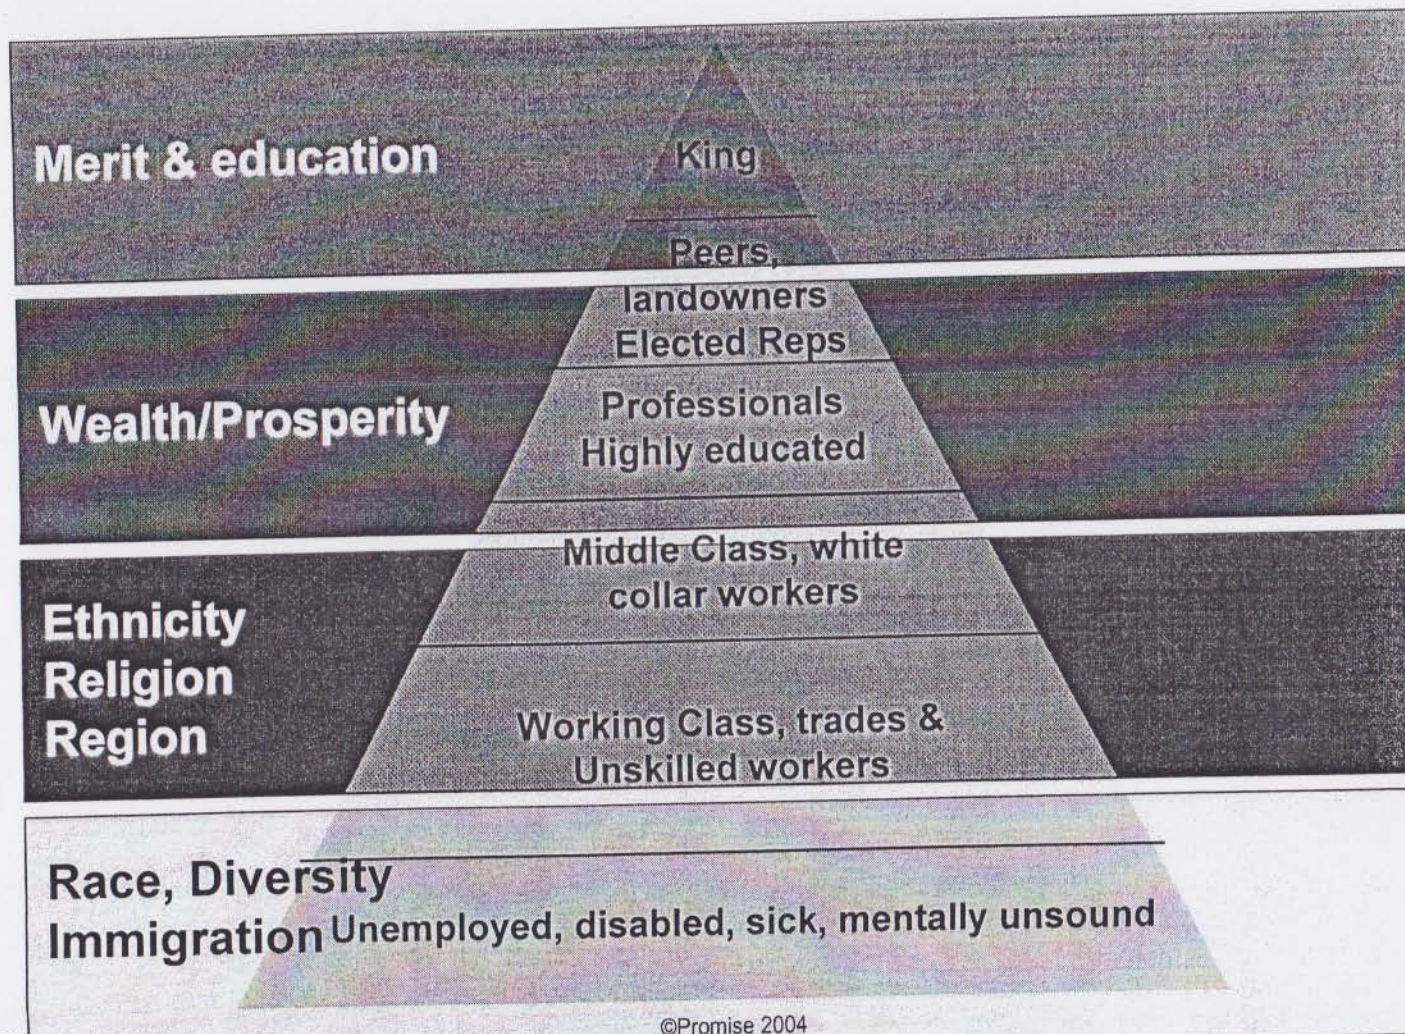 Merit & education
King
Peers,
landowners
Elected Reps
Wealth/Prosperity
Professionals
Highly educated
Middle Class, white
collar workers
Ethnicity
Religion
Region
Working Class, trades &
Unskilled workers
Race, Diversity
Immigration
Unemployed, disabled, sick, mentally unsound
©Promise 2004